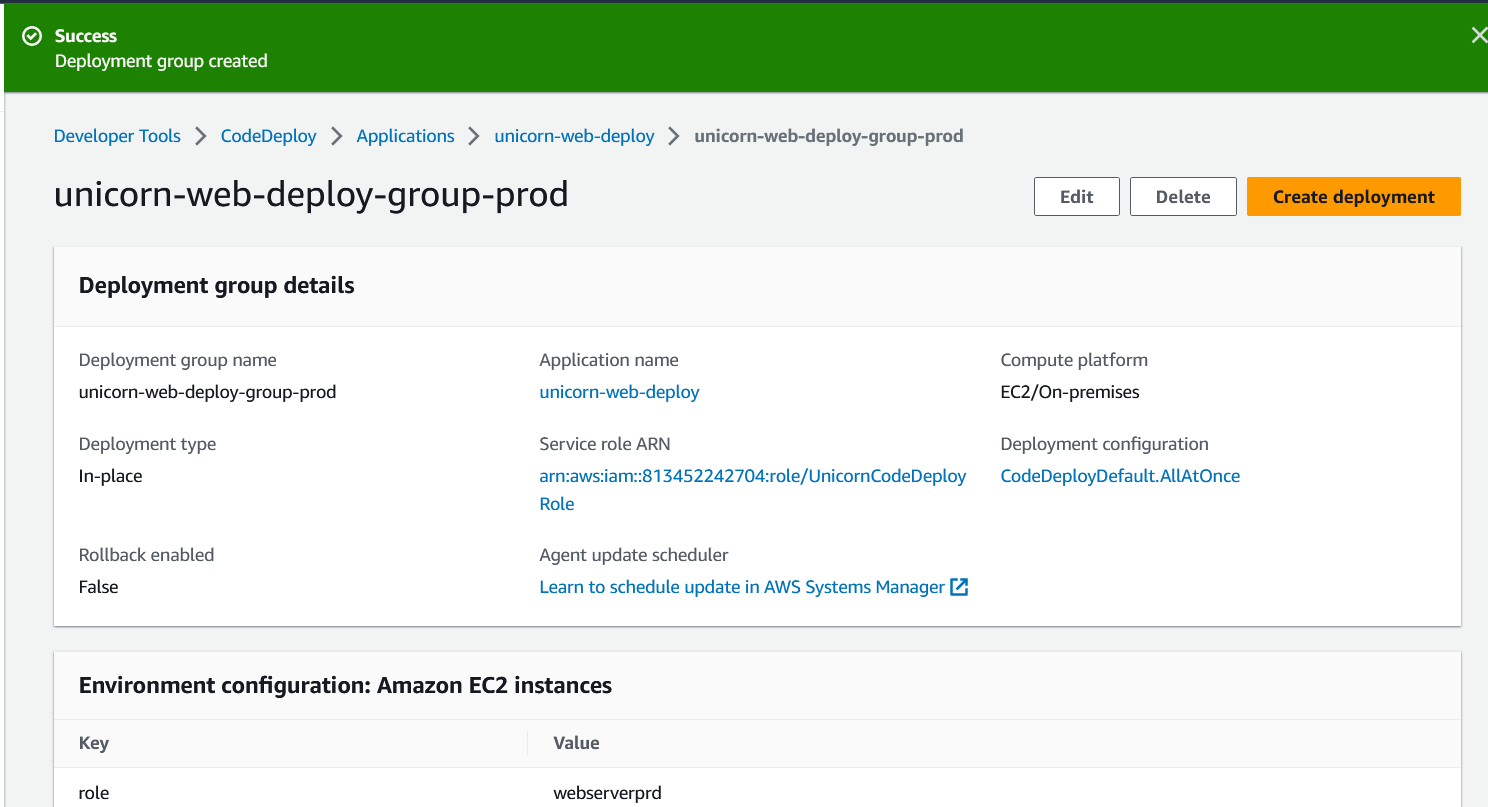 Success
Deployment group created
Developer Tools > CodeDeploy > Applications > unicorn-web-deploy > unicorn-web-deploy-group-prod
unicorn-web-deploy-group-prod
Edit Delete Create deployment
Deployment group details
Deployment group name Application name Compute platform
unicorn-web-deploy-group-prod unicorn-web-deploy EC2/On-premises
Deployment type Service role ARN Deployment configuration
In-place arn:aws:iam::813452242704:role/UnicornCodeDeploy CodeDeployDefault.AllAtOnce
Role
Rollback enabled Agent update scheduler
False Learn to schedule update in AWS Systems Manager
Environment configuration: Amazon EC2 instances
Key Value
role webserverprd